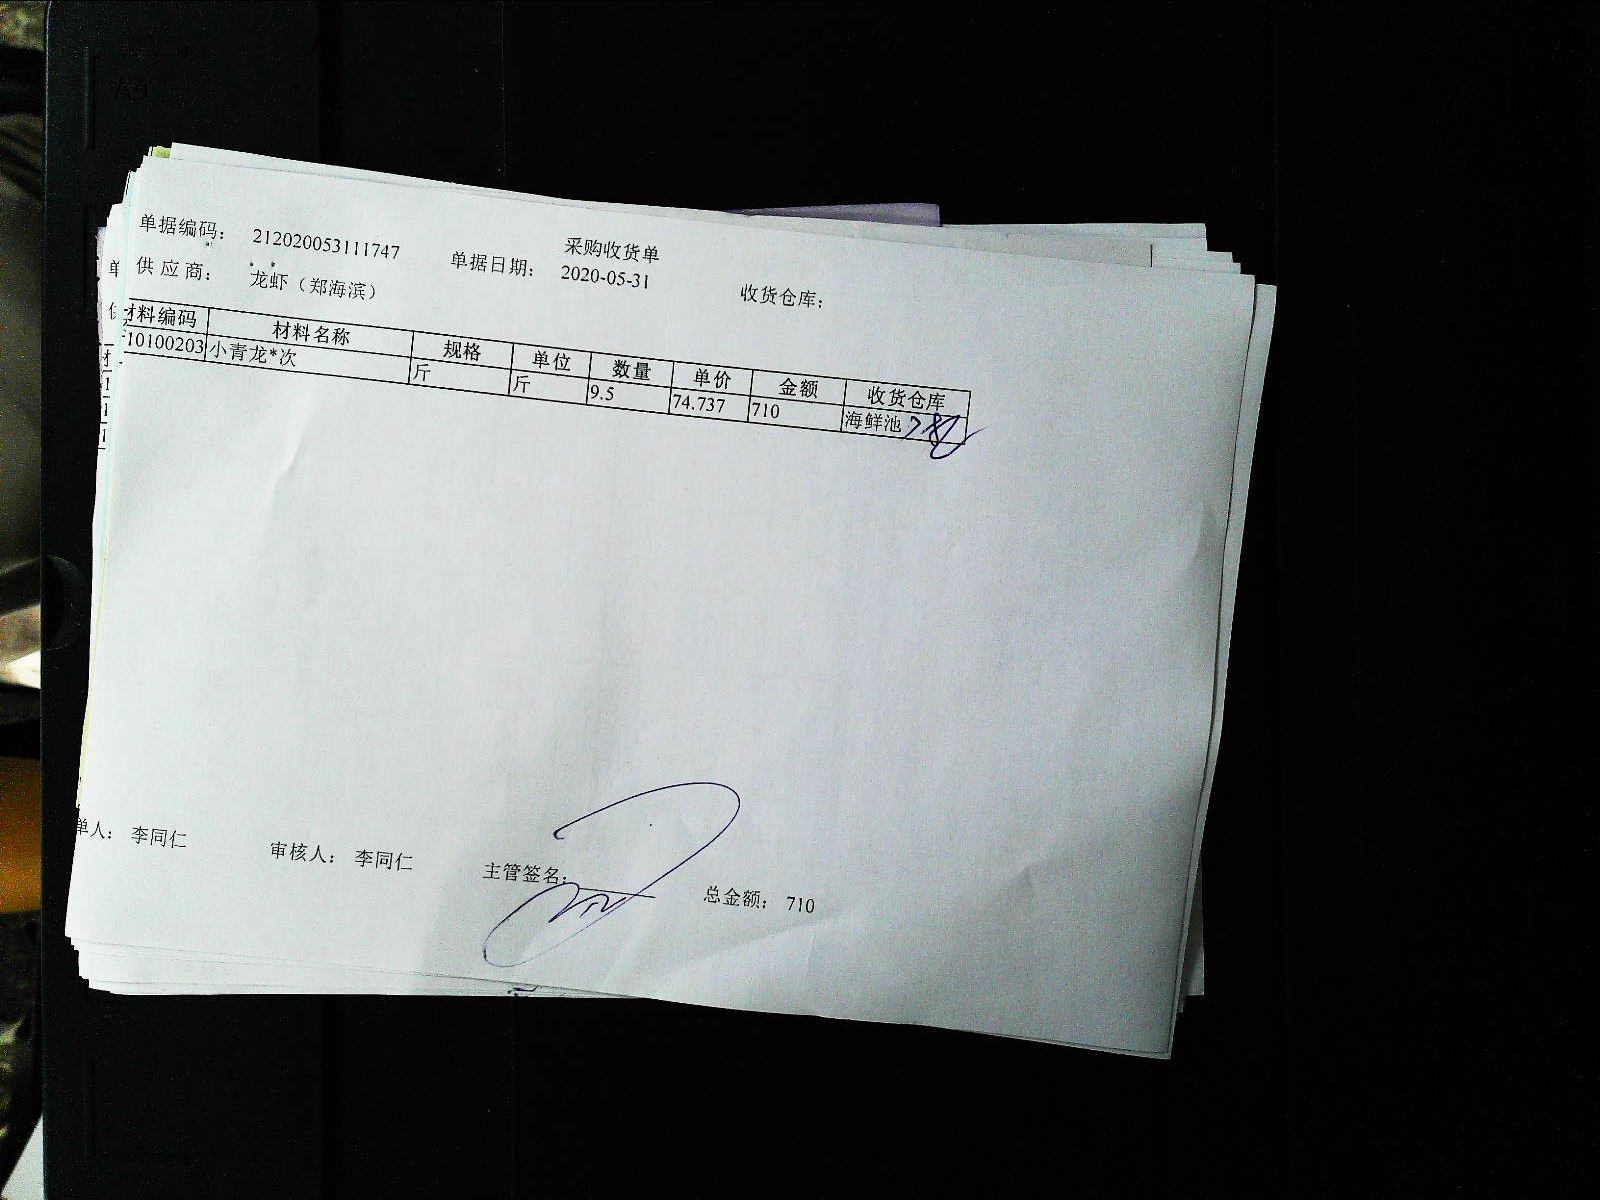 采购收货单
单据编码： 212020053111747 单据日期： 2020-05-31 收货仓库：
供应商： 龙虾（郑海滨）
材料编码 材料名称 规格 单位 数量 单价 金额 收货仓库
10100203 小青龙*次 斤 斤 9.5 74.737 710 海鲜池
单人： 李同仁 审核人： 李同仁 主管签名： 总金额： 710